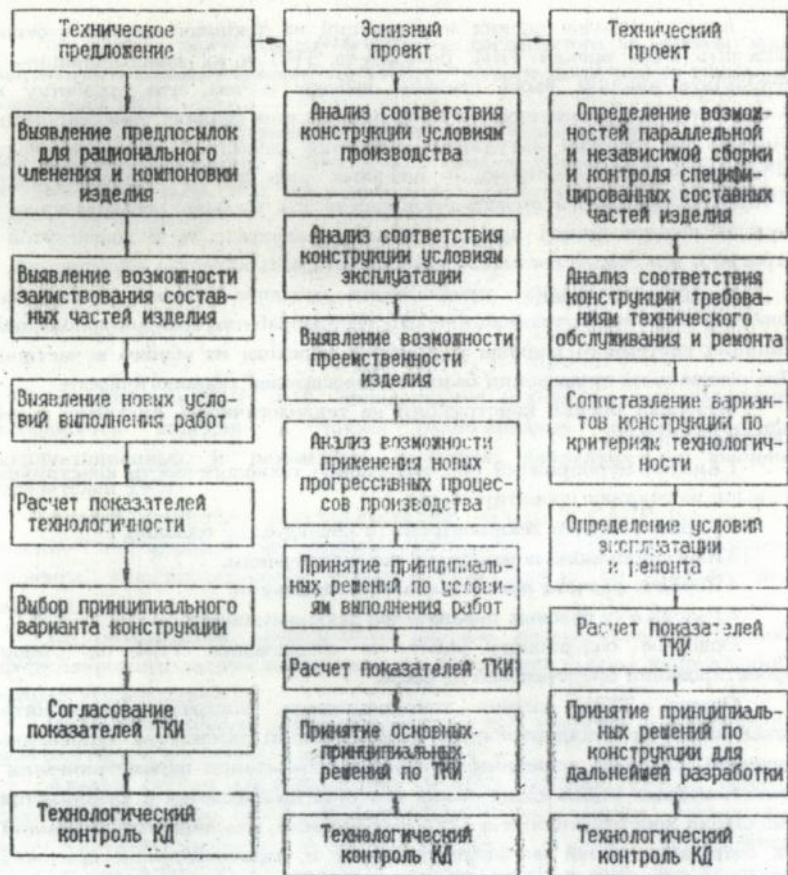 Техническое
предложение
Выявление предпосылок
для рационального
членения и компоновки
изделия
Выявление возможности
заимствования состав-
ных частей изделия
Выявление новых усло-
вий выполнения работ
Расчет показателей
технологичности
Выбор принципиального
варианта конструкции
Согласование
показателей ТКИ
Технологический
контроль КД
Эскизный
проект
Анализ соответствия
конструкции условиям
производства
Анализ соответствия
конструкции условиям
эксплуатации
Выявление возможности
преемственности
изделия
Анализ возможности
применения новых
прогрессивных процес-
сов производства
Принятие принципиаль-
ных решений по услови-
ям выполнения работ
Расчет показателей ТКИ
Принятие основных-
принципиальных
решений по ТКИ
Технологический
контроль КД
Технический
проект
Определение возмож-
ностей параллельной
и независимой сборки
и контроля специфи-
цированных составных
частей изделия
Анализ соответствия
конструкции требова-
ниям технического
обслуживания и ремонта
Сопоставление вариан-
тов конструкции по
критериям технологич-
ности
Определение условий
эксплуатации
и ремонта
Расчет показателей
ТКИ
Принятие принципиаль-
ных решений по
конструкции для
дальнейшей разработки
Технологический
контроль КД